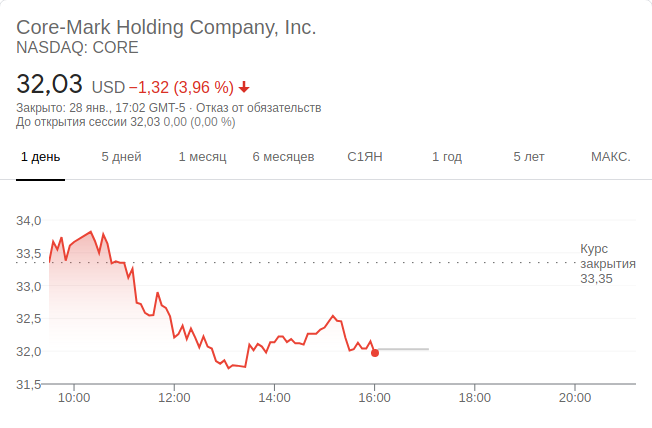 Core-Mark Holding Company, Inc.
NASDAQ: CORE
32,03 USD −1,32 (3,96 %)
Закрыто: 28 янв., 17:02 GMT-5 · Отказ от обязательств
До открытия сессии 32,03 0,00 (0,00 %)
1 день 5 дней 1 месяц 6 месяцев С1ЯН 1 год 5 лет МАКС.
34,0
33,5
33,0
32,5
32,0
31,5
Курс
закрытия
33,35
10:00 12:00 14:00 16:00 18:00 20:00